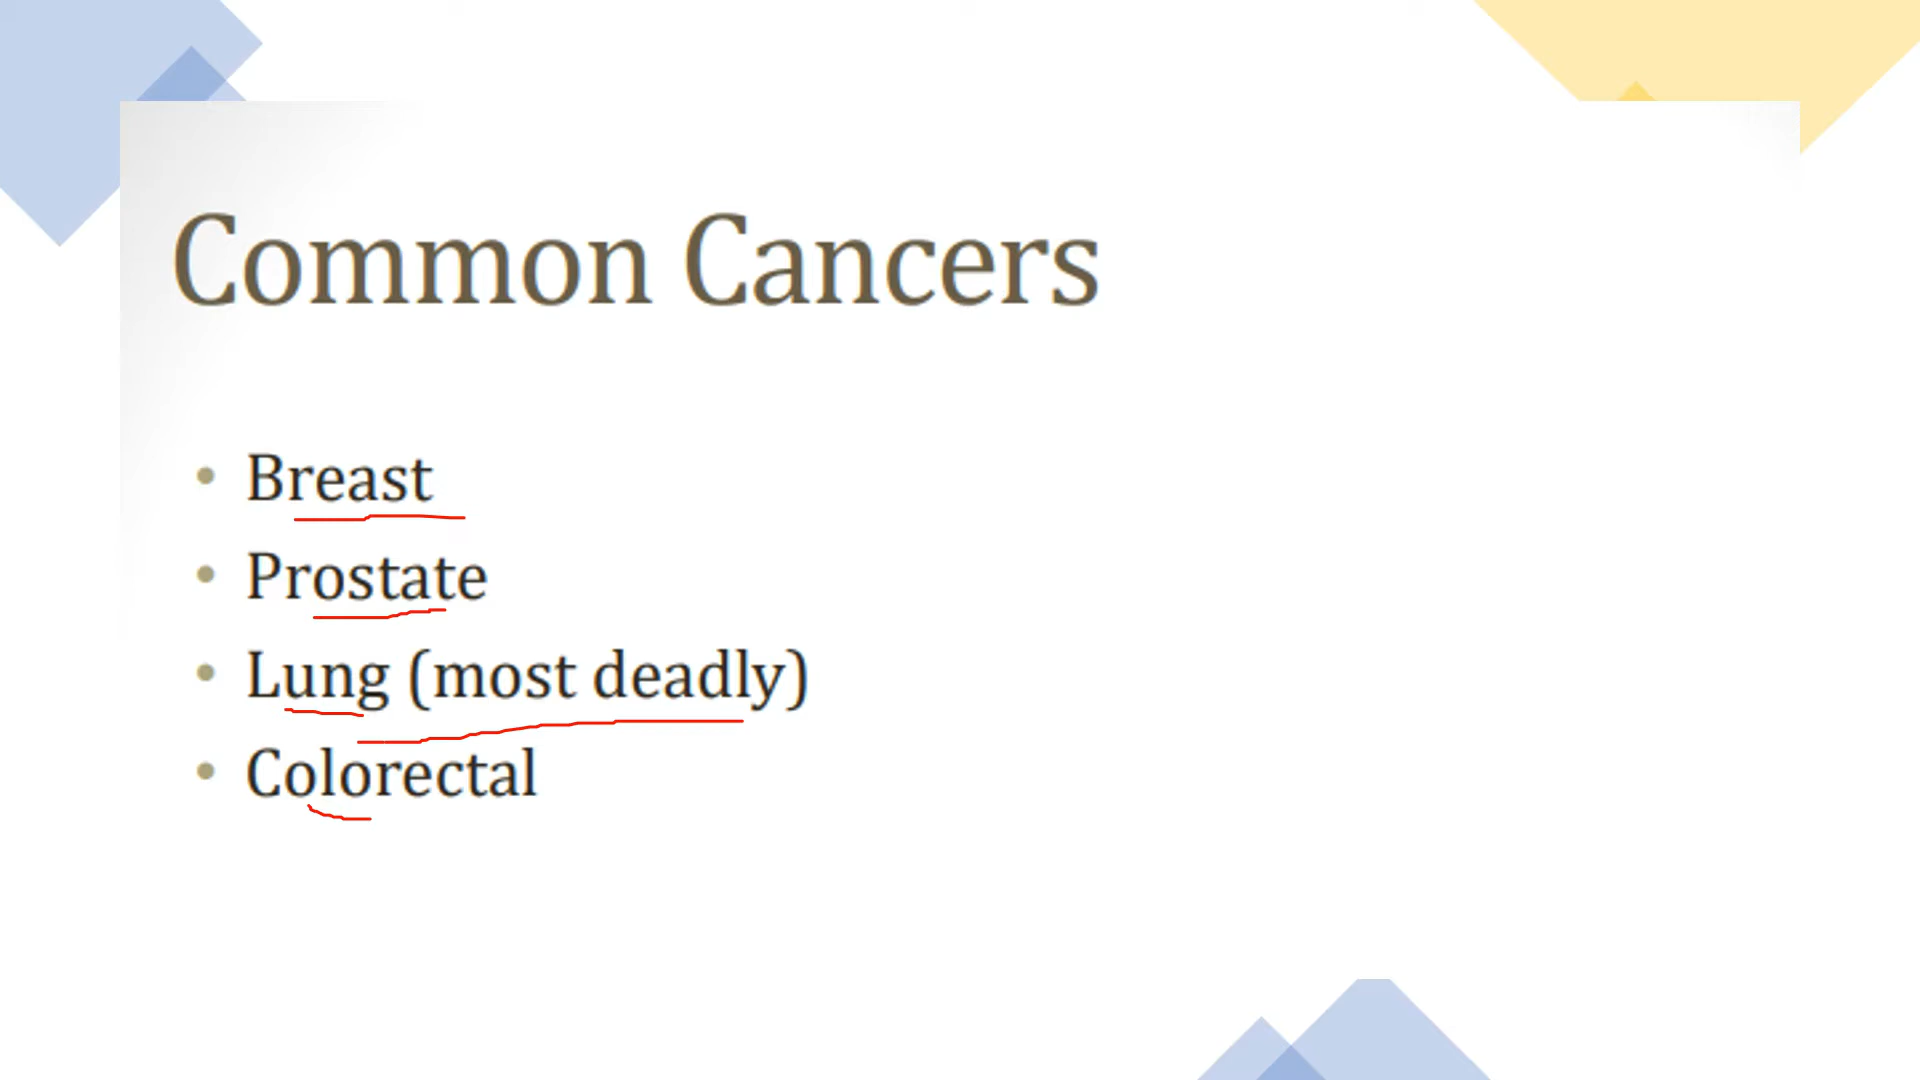 Common Cancers
• Breast
• Prostate
• Lung (most deadly)
• Colorectal